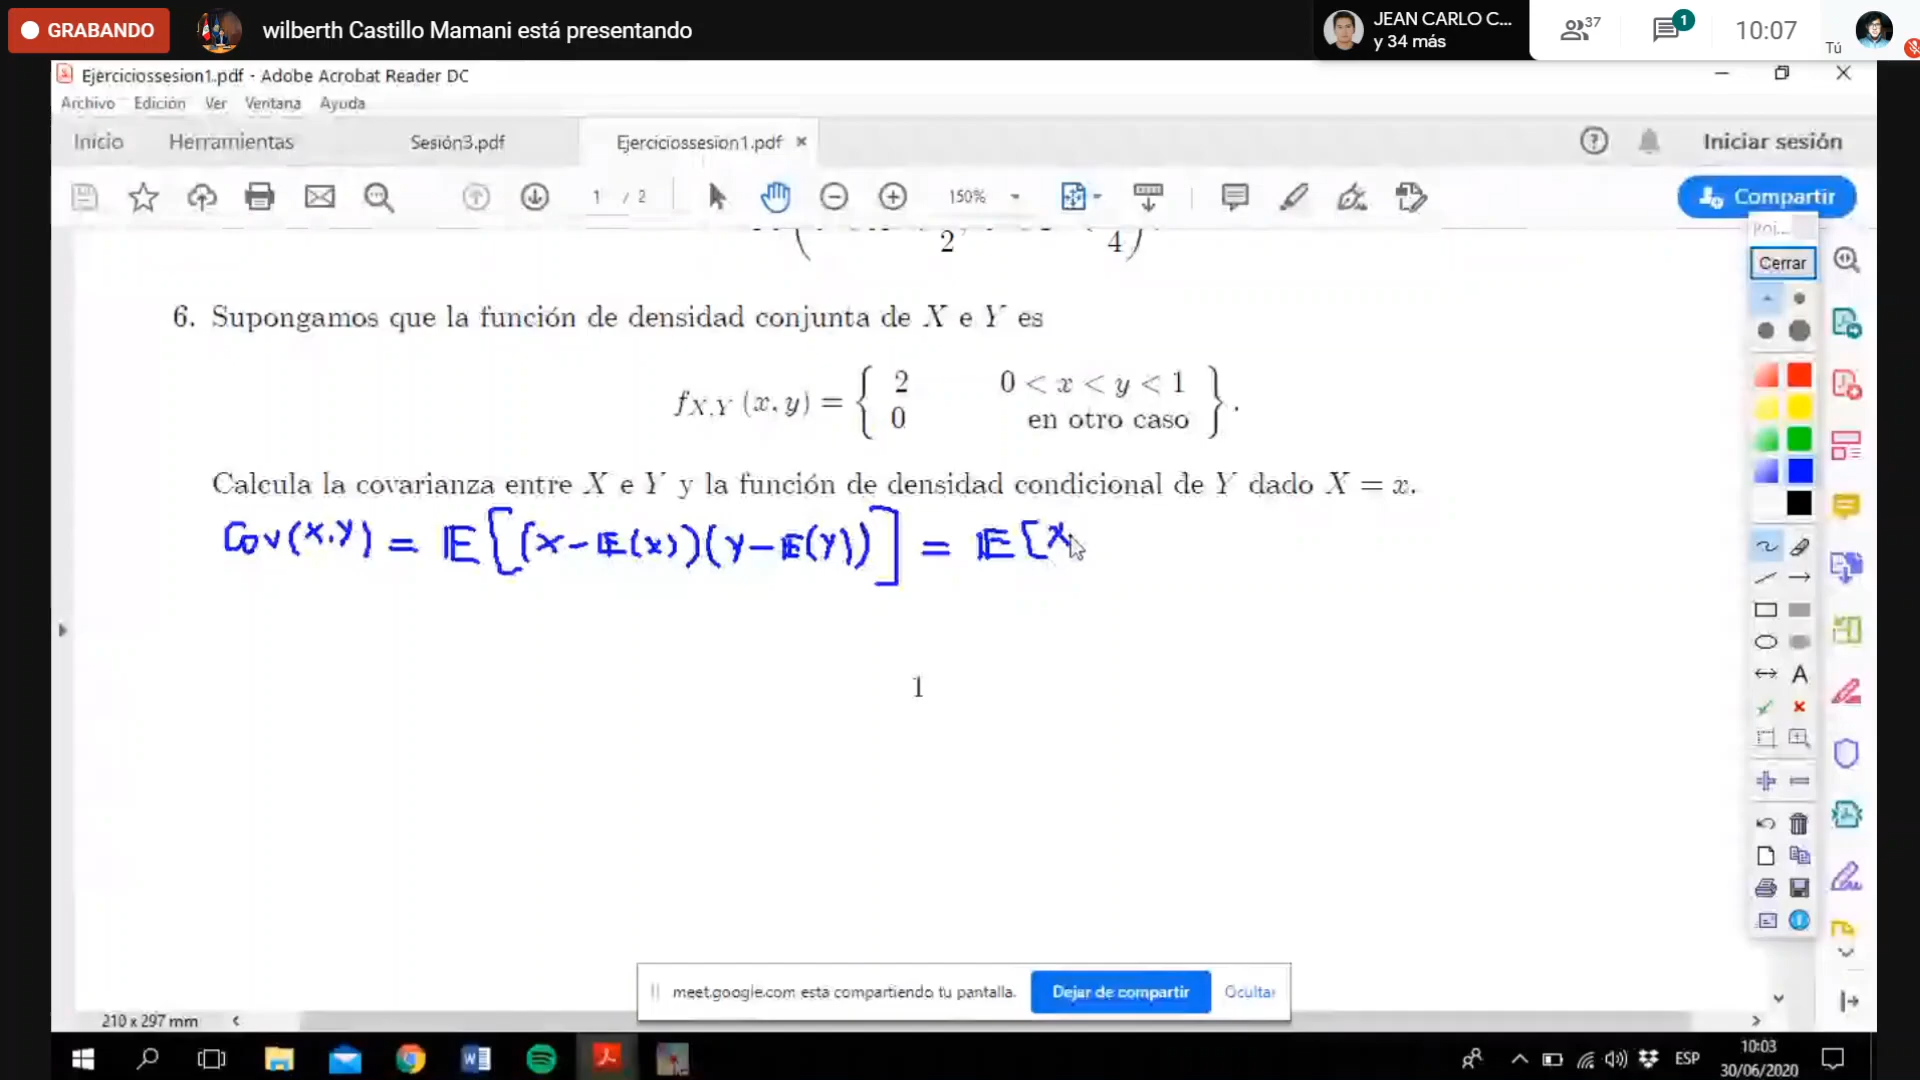 GRABANDO
wilberth Castillo Mamani está presentando
JEAN CARLO C...
y 34 más
37
1
10:07
Tú
Ejerciciossesion1.pdf - Adobe Acrobat Reader DC
Archivo Edición Ver Ventana Ayuda
Inicio Herramientas Sesión3.pdf Ejerciciossesion1.pdf × Iniciar sesión
1 / 2 150% Compartir
Cerrar
2 4
6. Supongamos que la función de densidad conjunta de X e Y es
f_{X,Y} (x, y) = { 2 0 < x < y < 1
0 en otro caso } .
Calcula la covarianza entre X e Y y la función de densidad condicional de Y dado X = x.
Cov(X,Y) = E[(X-E(X))(Y-E(Y))] = E[X
1
meet.google.com está compartiendo tu pantalla. Dejar de compartir Ocultar
210 x 297 mm
ESP
10:03
30/06/2020